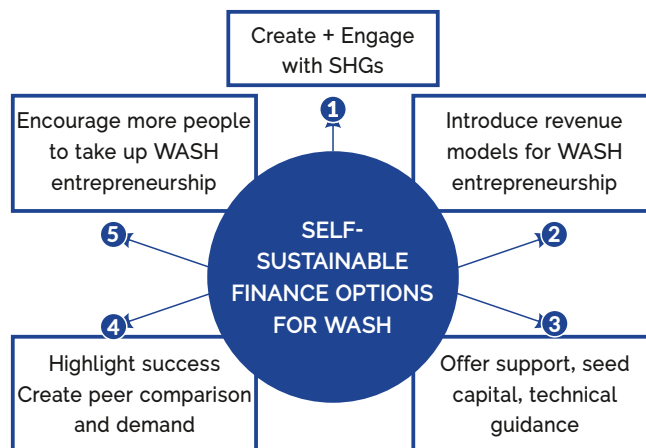 Create + Engage
with SHGs
1
Introduce revenue
models for WASH
entrepreneurship
2
3
Offer support, seed
capital, technical
guidance
4
Highlight success
Create peer comparison
and demand
Encourage more people
to take up WASH
entrepreneurship
5
SELF-
SUSTAINABLE
FINANCE OPTIONS
FOR WASH